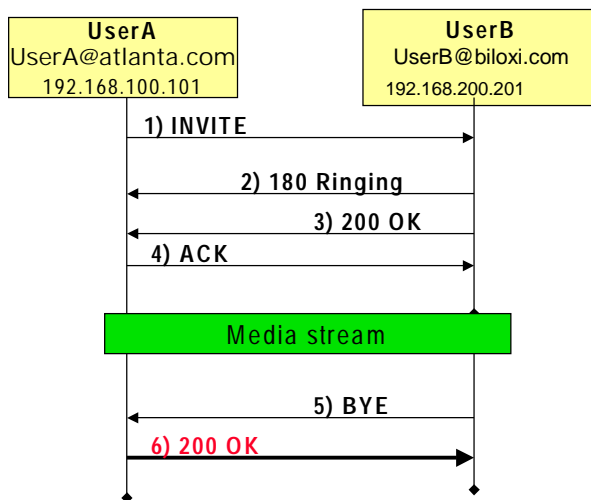 UserA
UserA@atlanta.com
192.168.100.101
UserB
UserB@biloxi.com
192.168.200.201
1) INVITE
2) 180 Ringing
3) 200 OK
4) ACK
Media stream
5) BYE
6) 200 OK